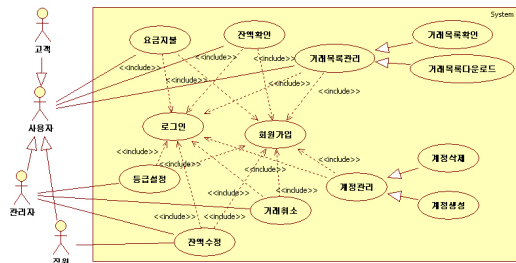 System
고객
요금지불
잔액확인
거래목록관리
거래목록확인
거래목록다운로드
<<include>>
<<include>>
<<include>>
<<include>>
<<include>>
<<include>>
사용자
로그인
회원가입
<<include>>
<<include>>
<<include>>
<<include>>
관리자
등급설정
계정관리
계정삭제
<<include>>
<<include>>
<<include>>
<<include>>
거래취소
계정생성
직원
잔액수정